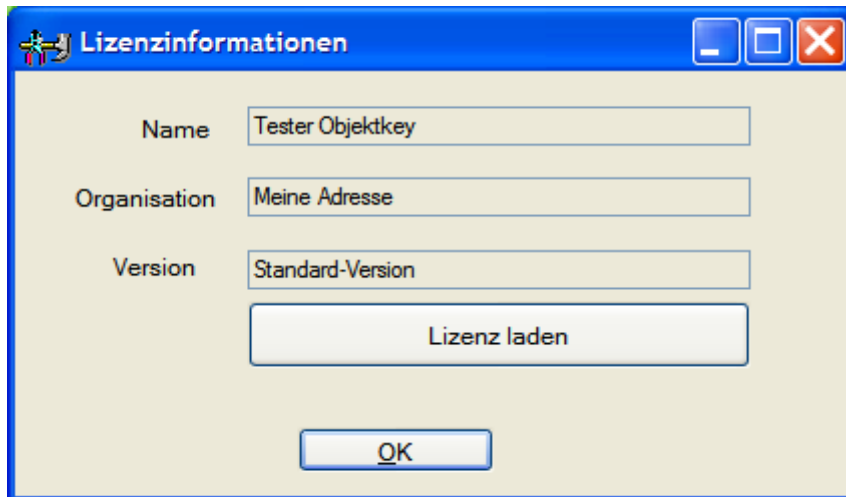 Lizenzinformationen
Name Tester Objektkey
Organisation Meine Adresse
Version Standard-Version
Lizenz laden
OK